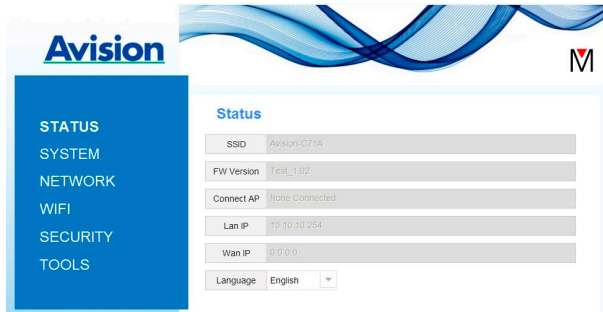 Avision
M
STATUS
SYSTEM
NETWORK
WIFI
SECURITY
TOOLS
Status
SSID Avision-C71A
FW Version Test_1.02
Connect AP None Connected
Lan IP 10.10.10.254
Wan IP 0.0.0.0
Language English